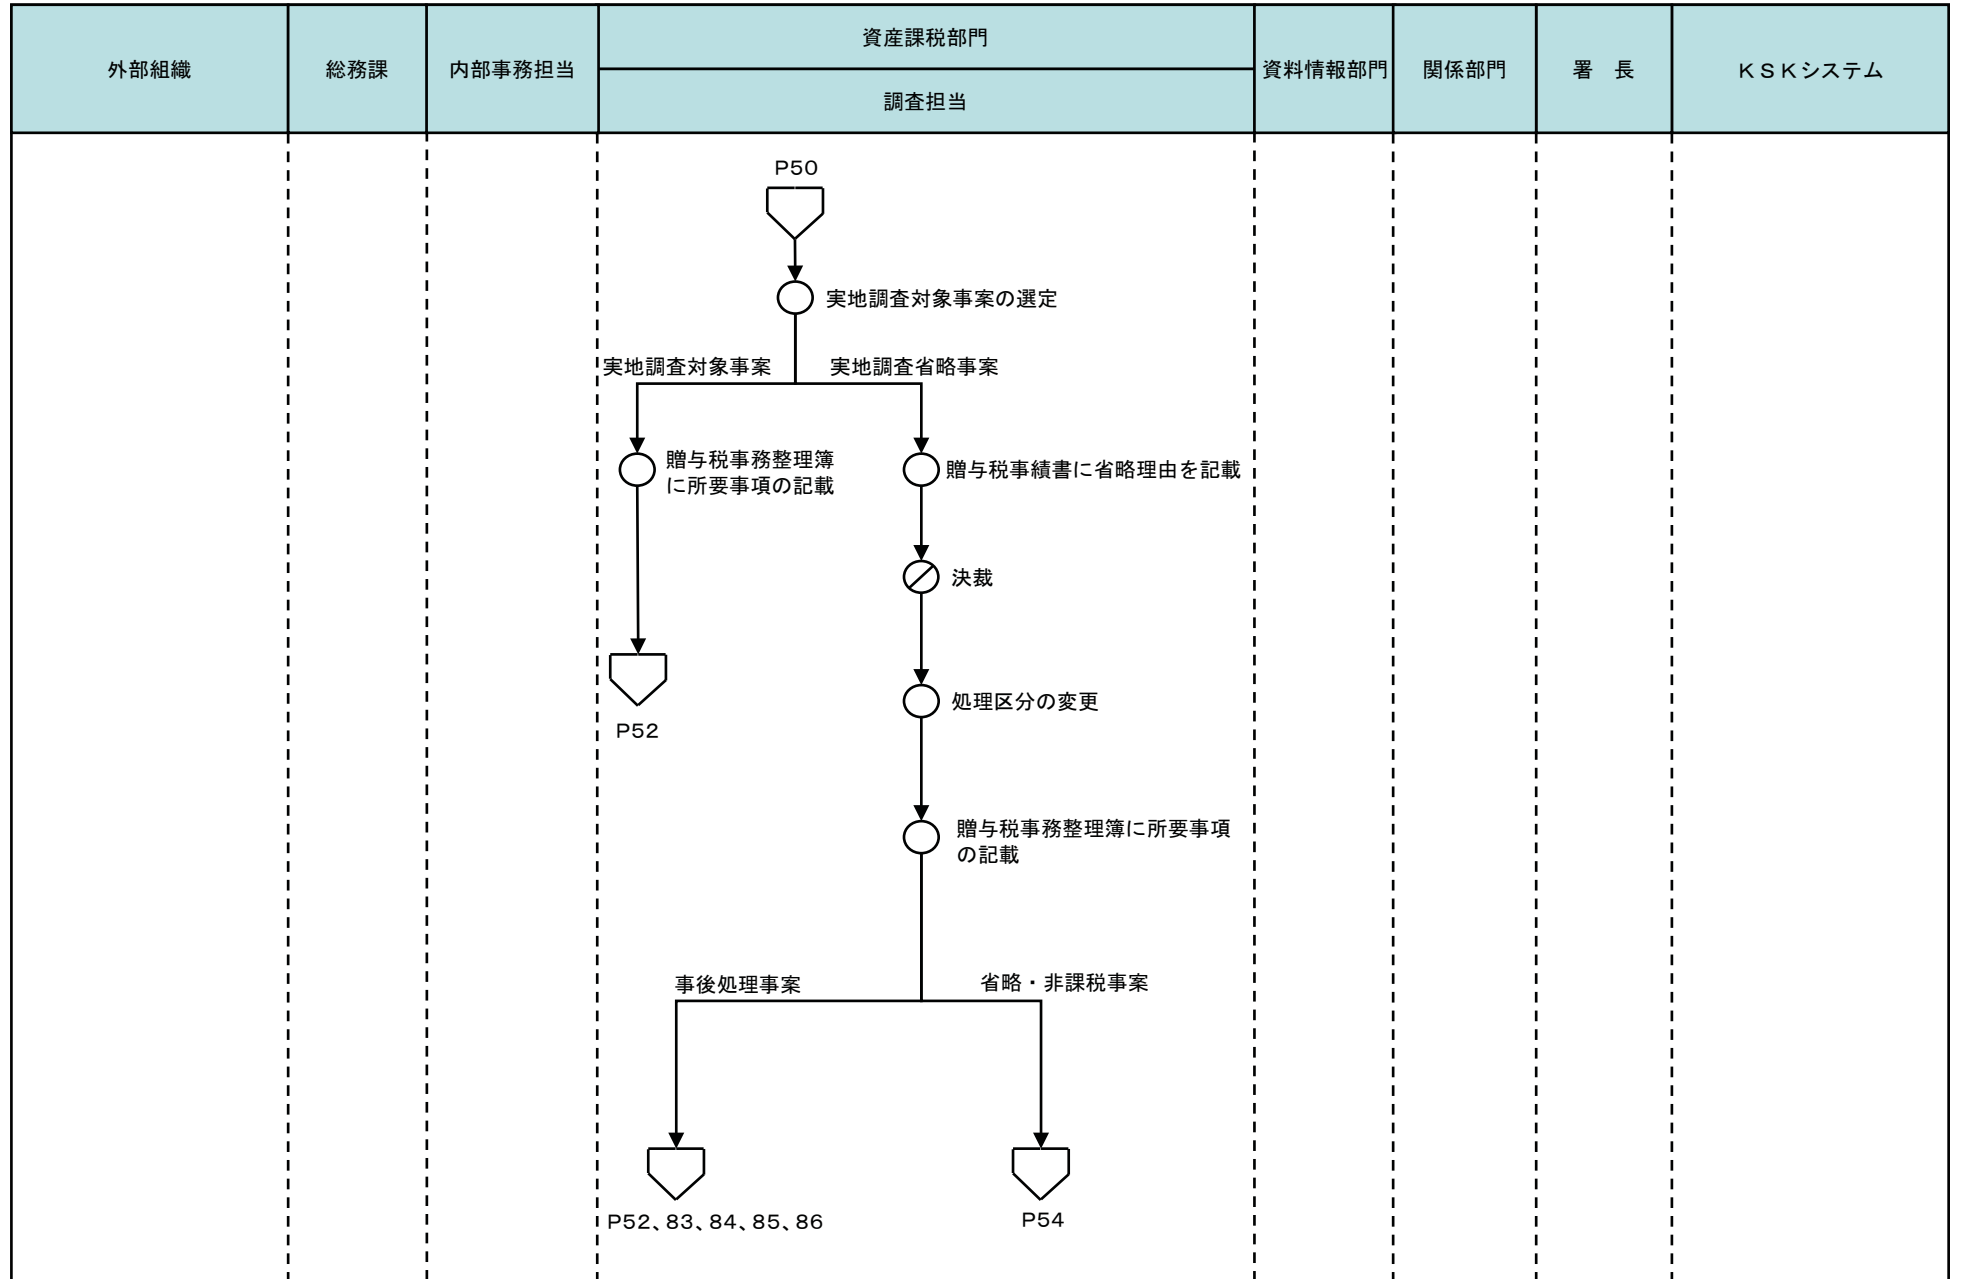 外部組織
総務課
内部事務担当
資産課税部門
調査担当
資料情報部門
関係部門
署　長
ＫＳＫシステム
P50
実地調査対象事案の選定
実地調査対象事案
実地調査省略事案
贈与税事務整理簿
に所要事項の記載
贈与税事績書に省略理由を記載
決裁
処理区分の変更
P52
贈与税事務整理簿に所要事項
の記載
事後処理事案
省略・非課税事案
P52、83、84、85、86
P54